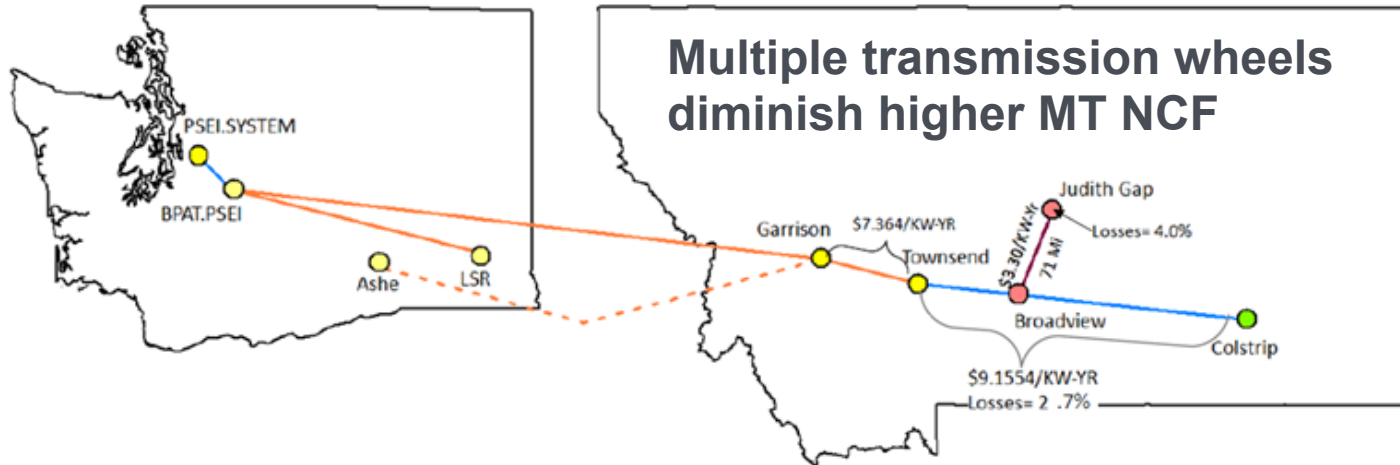 Multiple transmission wheels
diminish higher MT NCF
PSEI.SYSTEM
BPAT.PSEI
Ashe
LSR
Garrison
$7.364/KW-YR
Townsend
Judith Gap
Losses= 4.0%
$3.30/KW-Yr
71 Mi
Broadview
Colstrip
$9.1554/KW-YR
Losses= 2 .7%